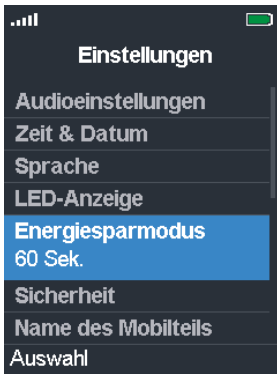 Einstellungen
Audioeinstellungen
Zeit & Datum
Sprache
LED-Anzeige
Energiesparmodus
60 Sek.
Sicherheit
Name des Mobilteils
Auswahl